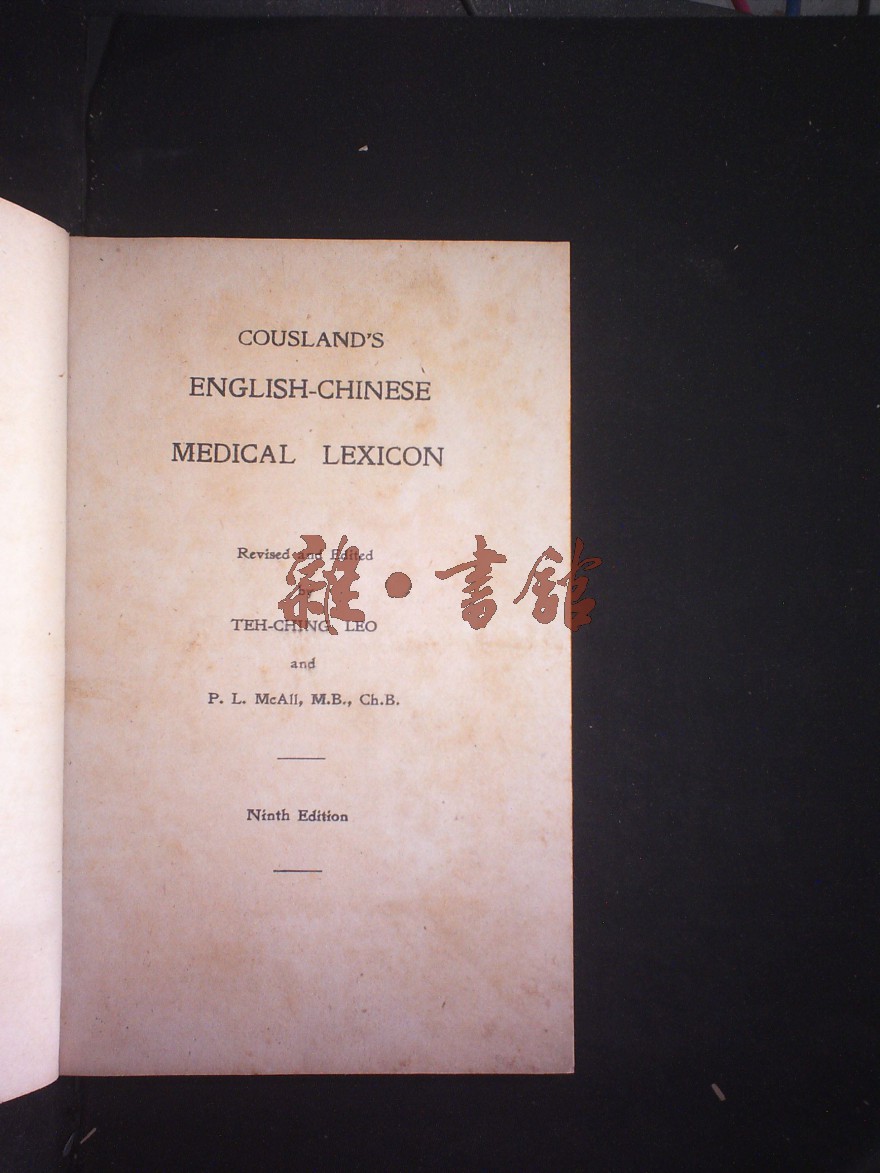 COUSLAND'S
ENGLISH-CHINESE
MEDICAL LEXICON
Revised and Edited
by
TEH-CHING LEO
and
P. L. McAll, M.B., Ch.B.
Ninth Edition
雜·書館